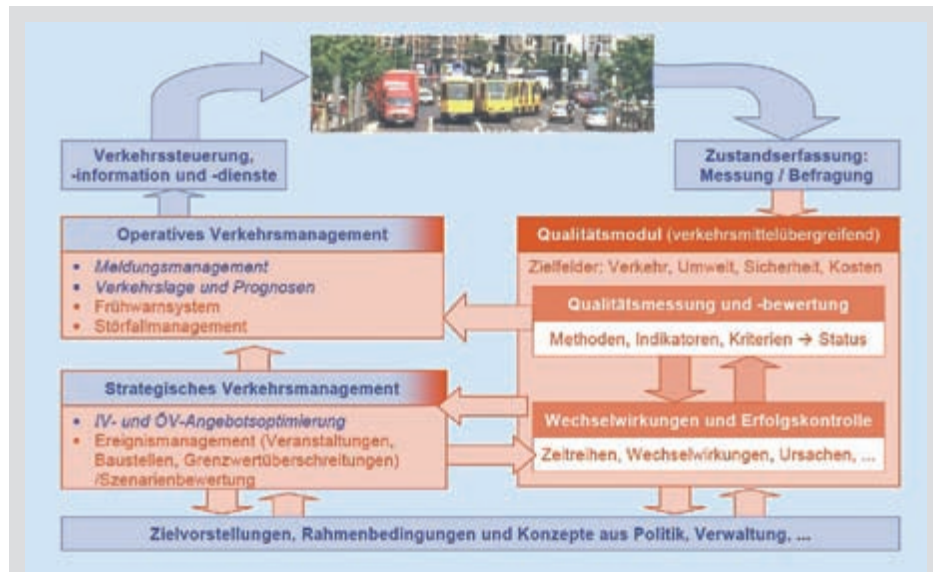 Verkehrssteuerung,
-information und -dienste
Zustandserfassung:
Messung / Befragung
Operatives Verkehrsmanagement
• Meldungsmanagement
• Verkehrslage und Prognosen
• Frühwarnsystem
• Störfallmanagement
Qualitätsmodul (verkehrsmittelübergreifend)
Zielfelder: Verkehr, Umwelt, Sicherheit, Kosten
Qualitätsmessung und -bewertung
Methoden, Indikatoren, Kriterien → Status
Strategisches Verkehrsmanagement
• IV- und ÖV-Angebotsoptimierung
• Ereignismanagement (Veranstaltungen,
Baustellen, Grenzwertüberschreitungen)
/Szenarienbewertung
Wechselwirkungen und Erfolgskontrolle
Zeitreihen, Wechselwirkungen, Ursachen, ...
Zielvorstellungen, Rahmenbedingungen und Konzepte aus Politik, Verwaltung, ...